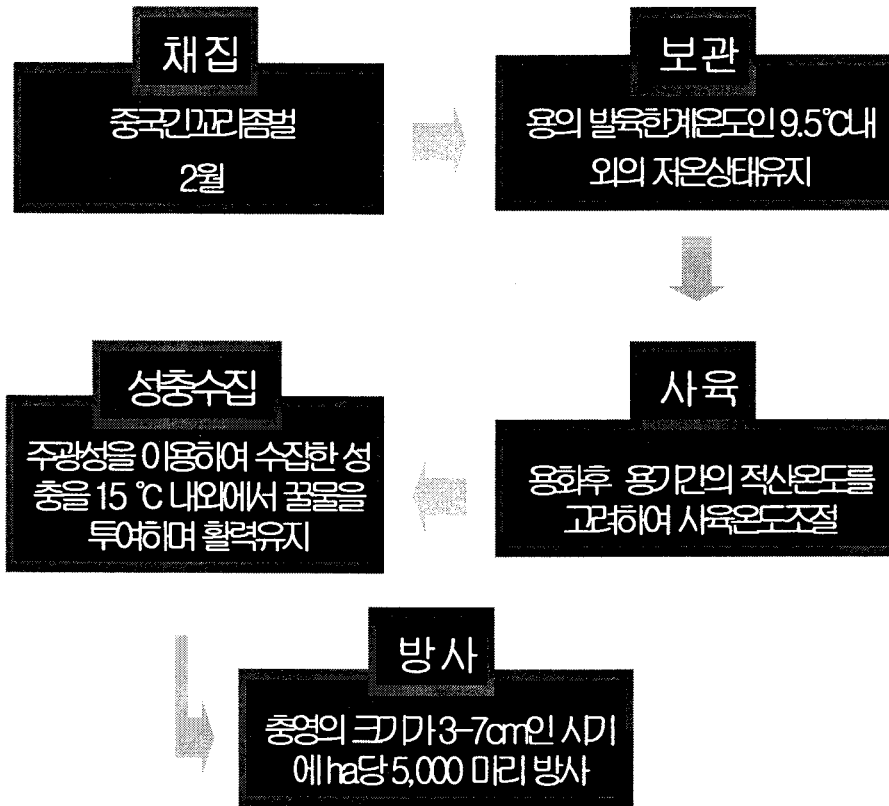 채집
중국긴꼬리좀벌
2월
보관
용의 발육한계온도인 9.5℃내
외의 저온상태유지
사육
용화후 용기간의 적산온도를
고려하여 사육온도조절
성충수집
주광성을 이용하여 수집한 성
충을 15 ℃ 내외에서 꿀물을
투여하며 활력유지
방사
충영의 크기가 3-7cm인 시기
에 ha당 5,000 마리 방사